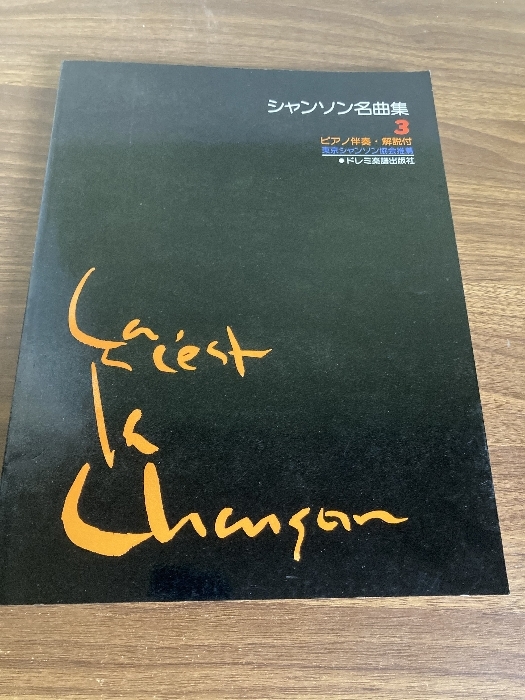 シャンソン名曲集
3
ピアノ伴奏・解説付
東京シャンソン協会推薦
●ドレミ楽譜出版社
Ça
c'est
la
Chanson